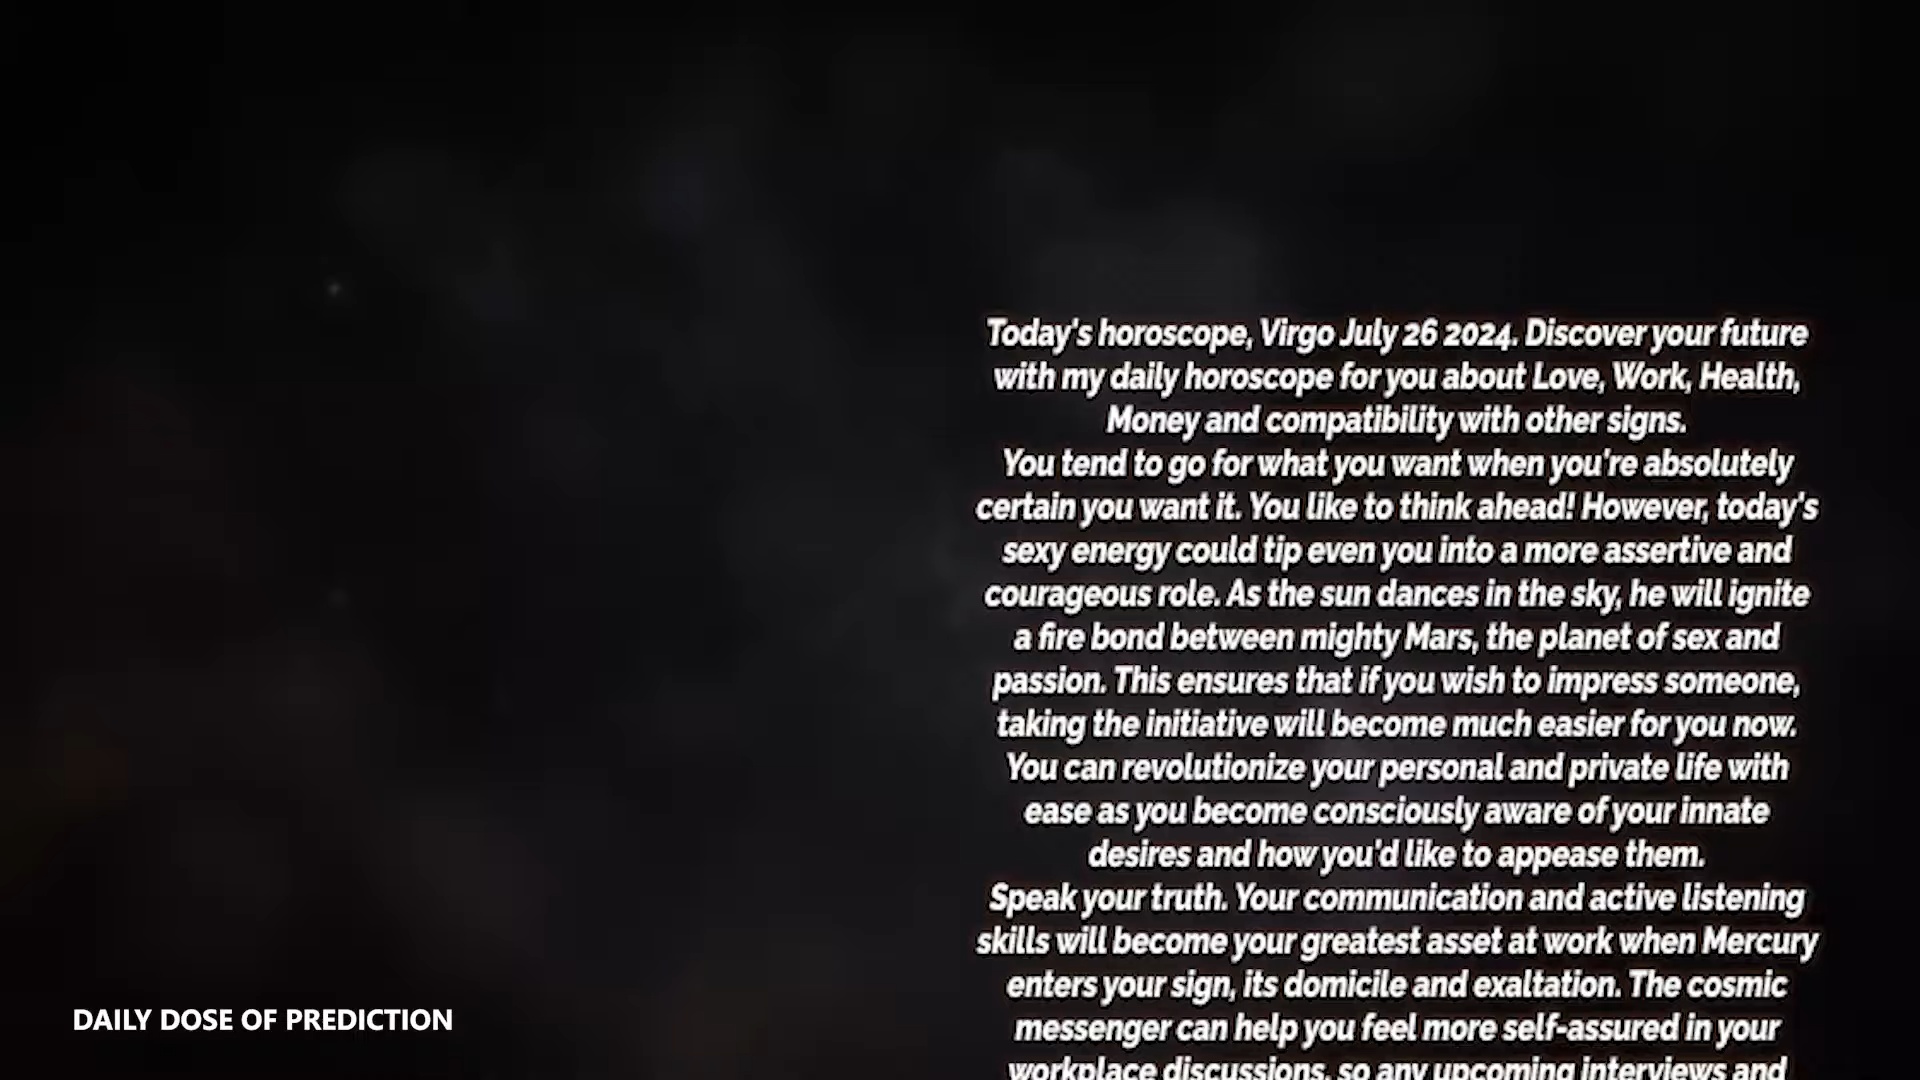 Today's horoscope, Virgo July 26 2024. Discover your future
with my daily horoscope for you about Love, Work, Health,
Money and compatibility with other signs.
You tend to go for what you want when you're absolutely
certain you want it. You like to think ahead! However, today's
sexy energy could tip even you into a more assertive and
courageous role. As the sun dances in the sky, he will ignite
a fire bond between mighty Mars, the planet of sex and
passion. This ensures that if you wish to impress someone,
taking the initiative will become much easier for you now.
You can revolutionize your personal and private life with
ease as you become consciously aware of your innate
desires and how you'd like to appease them.
Speak your truth. Your communication and active listening
skills will become your greatest asset at work when Mercury
enters your sign, its domicile and exaltation. The cosmic
messenger can help you feel more self-assured in your
workplace discussions, so any upcoming interviews and
DAILY DOSE OF PREDICTION